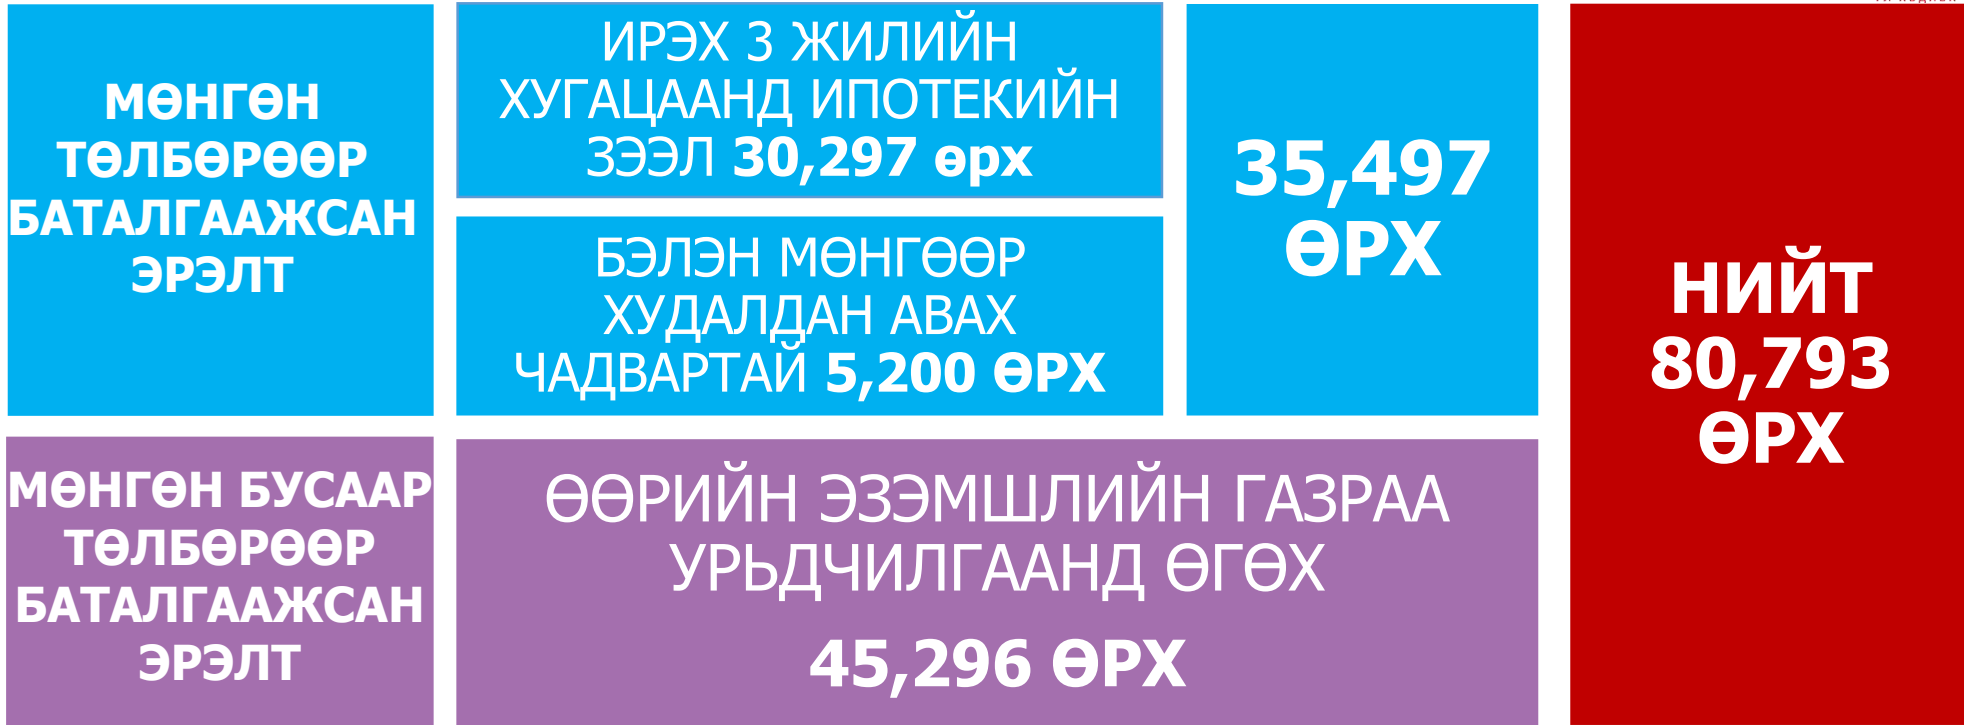 МӨНГӨН
ТӨЛБӨРӨӨР
БАТАЛГААЖСАН
ЭРЭЛТ
ИРЭХ 3 ЖИЛИЙН
ХУГАЦААНД ИПОТЕКИЙН
ЗЭЭЛ 30,297 өрх
БЭЛЭН МӨНГӨӨР
ХУДАЛДАН АВАХ
ЧАДВАРТАЙ 5,200 ӨРХ
35,497
ӨРХ
МӨНГӨН БУСААР
ТӨЛБӨРӨӨР
БАТАЛГААЖСАН
ЭРЭЛТ
ӨӨРИЙН ЭЗЭМШЛИЙН ГАЗРАА
УРЬДЧИЛГААНД ӨГӨХ
45,296 ӨРХ
НИЙТ
80,793
ӨРХ